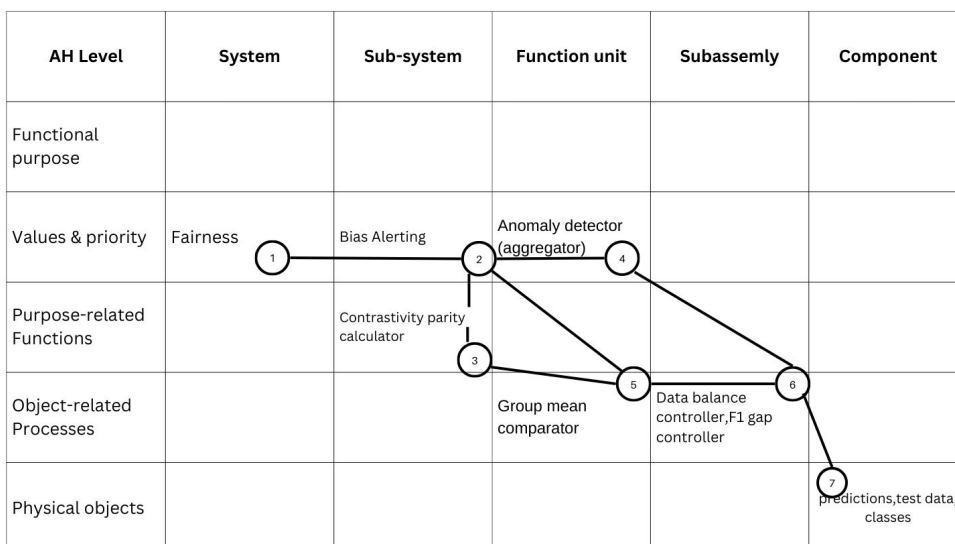 AH Level
System
Sub-system
Function unit
Subassemly
Component
Functional
purpose
Values & priority
Fairness
1
Bias Alerting
2
Anomaly detector
(aggregator)
4
Purpose-related
Functions
Contrastivity parity
calculator
3
Object-related
Processes
5
Group mean
comparator
6
Data balance
controller,F1 gap
controller
Physical objects
7
predictions,test data,
classes